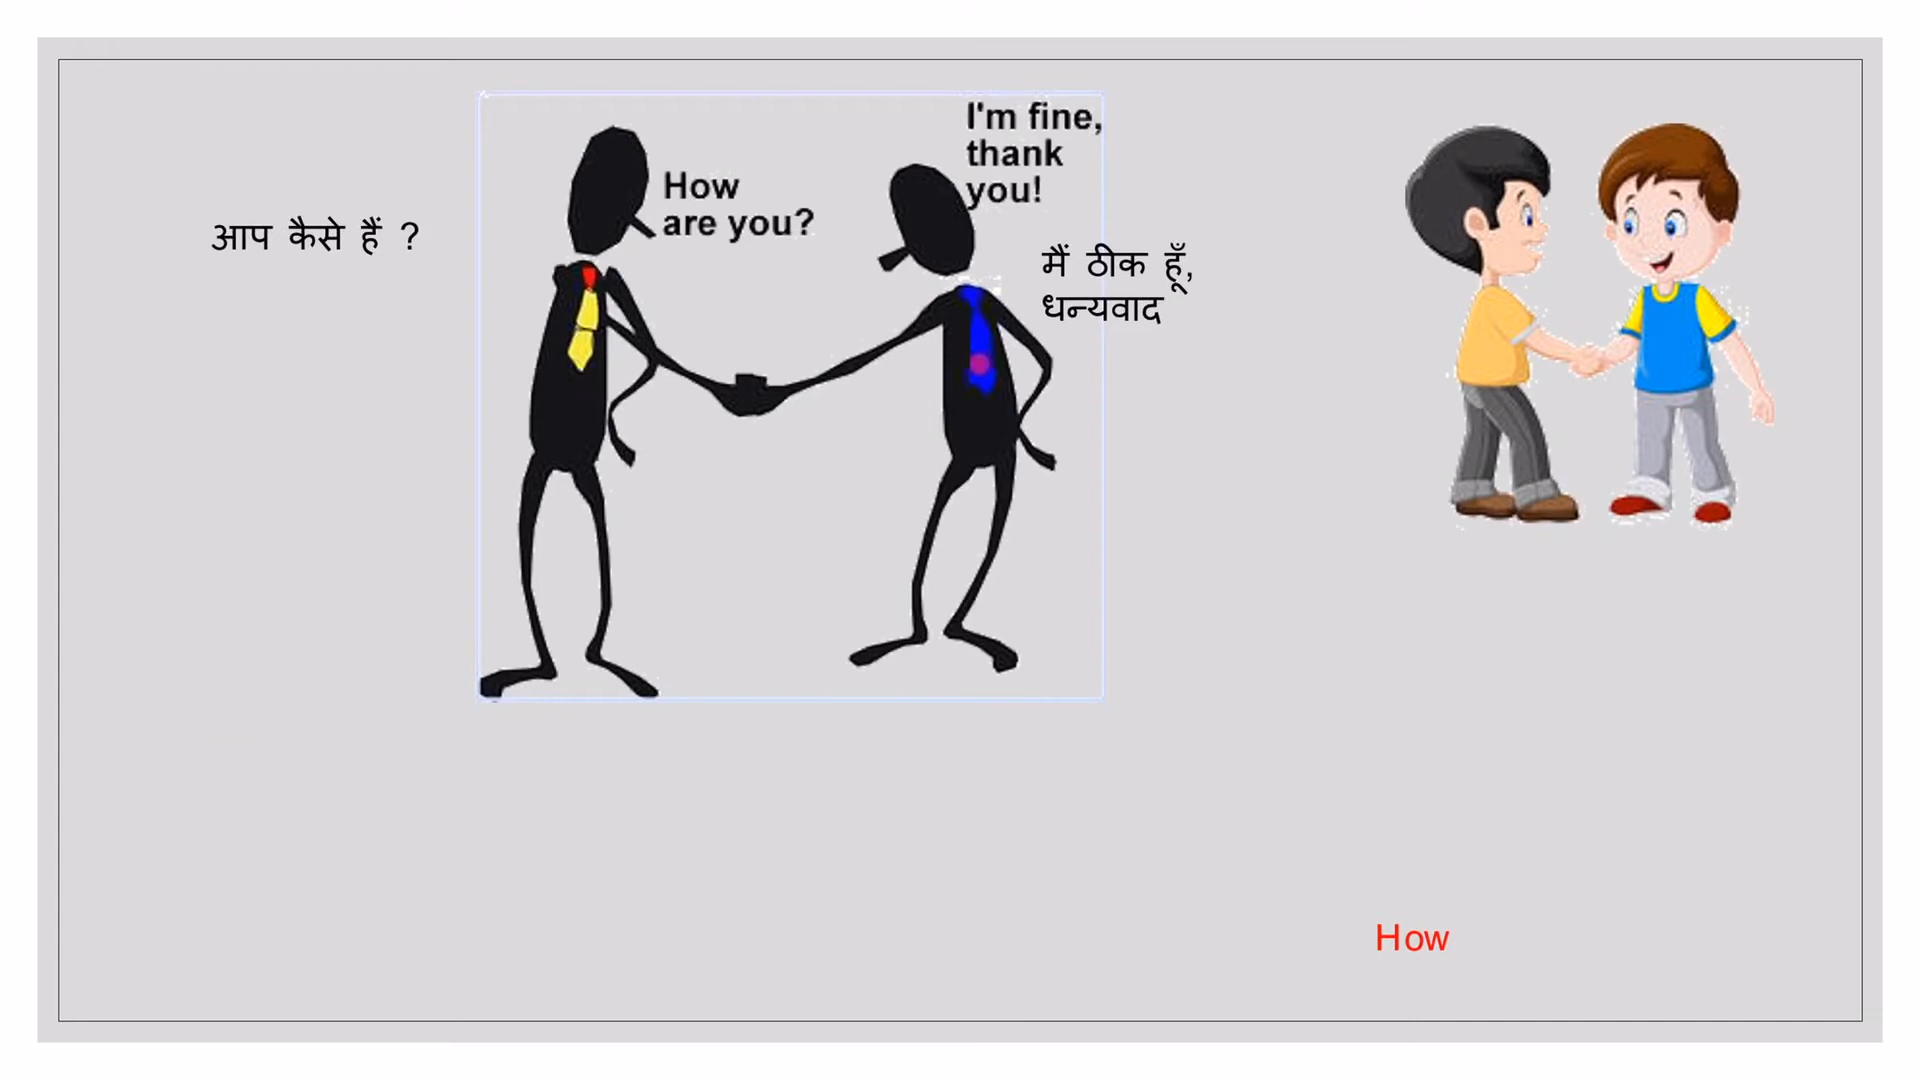 आप कैसे हैं ?
How
are you?
I'm fine,
thank
you!
मैं ठीक हूँ,
धन्यवाद
How